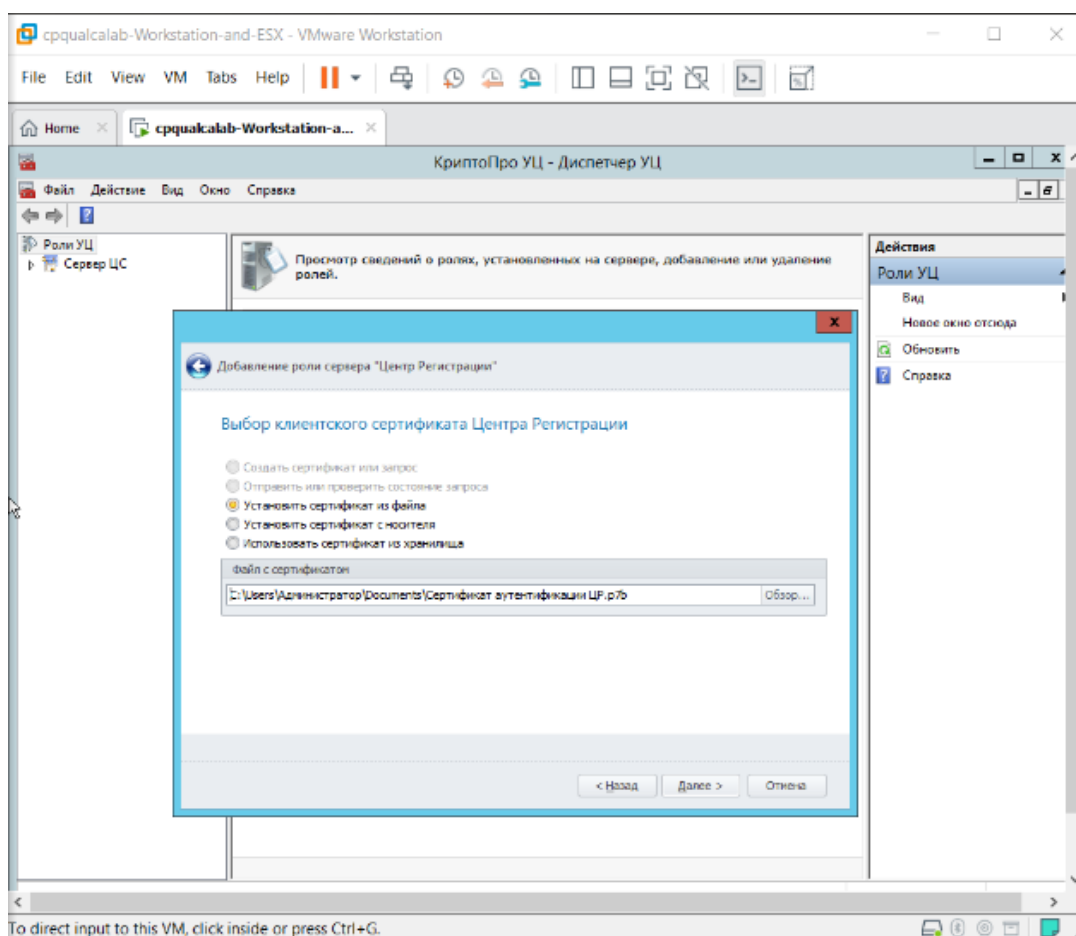 cpqualcalab-Workstation-and-ESX - VMware Workstation
File Edit View VM Tabs Help
Home
cpqualcalab-Workstation-a...
КриптоПро УЦ - Диспетчер УЦ
Файл Действие Вид Окно Справка
Роли УЦ
Сервер ЦС
Просмотр сведений о ролях, установленных на сервере, добавление или удаление
ролей.
Действия
Роли УЦ
Вид
Новое окно отсюда
Обновить
Справка
Добавление роли сервера "Центр Регистрации"
Выбор клиентского сертификата Центра Регистрации
Создать сертификат или запрос
Отправить или проверить состояние запроса
Установить сертификат из файла
Установить сертификат с носителя
Использовать сертификат из хранилища
Файл с сертификатом
C:\Users\Администратор\Documents\Сертификат аутентификации ЦР.p7b
Обзор...
< Назад Далее > Отмена
To direct input to this VM, click inside or press Ctrl+G.